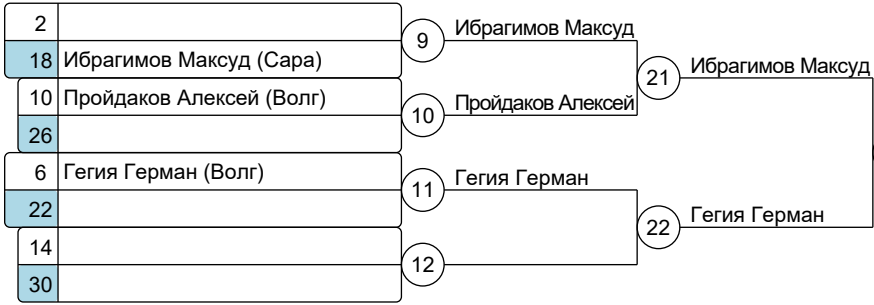 2
18 Ибрагимов Максуд (Сара)
9 Ибрагимов Максуд
10 Пройдаков Алексей (Волг)
26
10 Пройдаков Алексей
21 Ибрагимов Максуд
6 Гегия Герман (Волг)
22
11 Гегия Герман
14
30
12
22 Гегия Герман